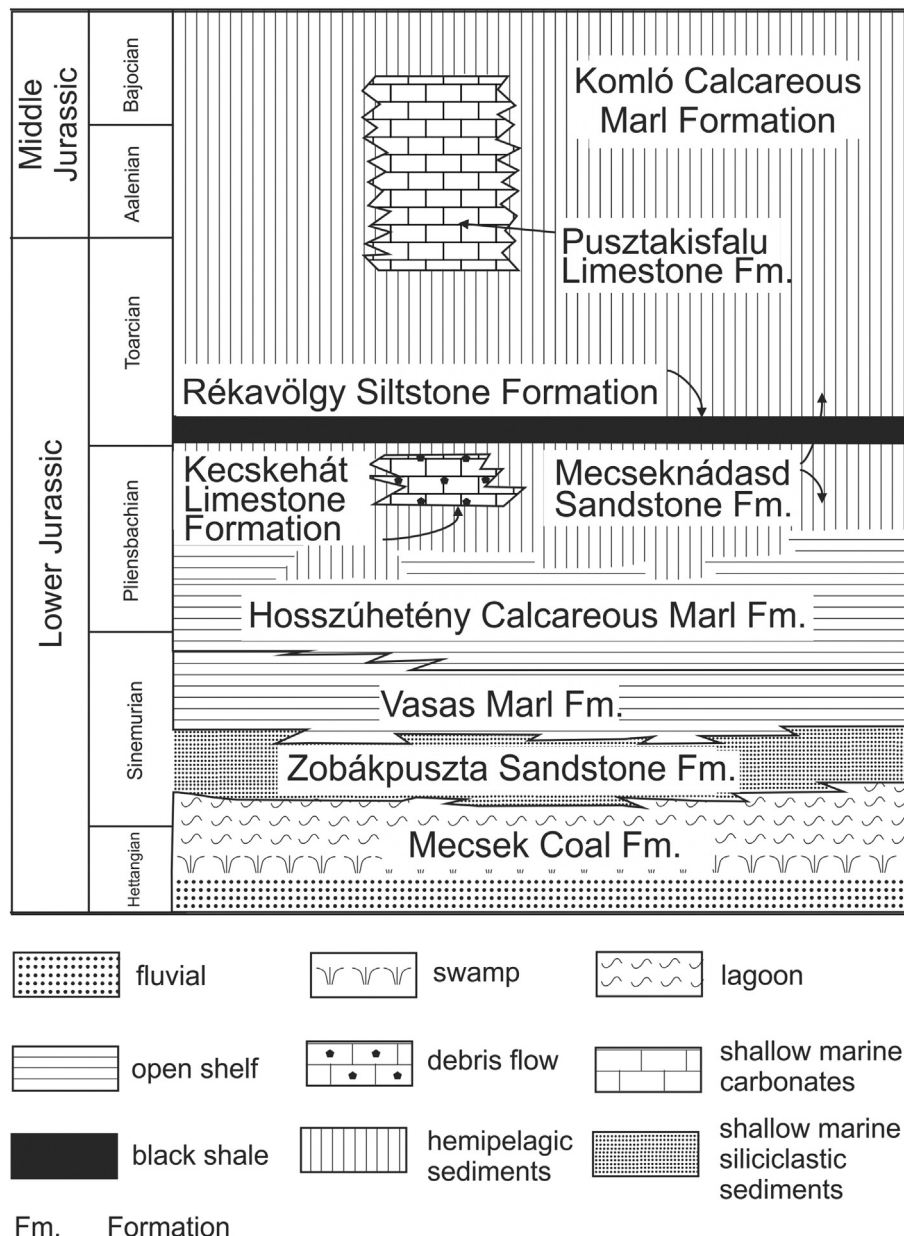 Middle
Jurassic
Lower Jurassic
Bajocian
Aalenian
Toarcian
Pliensbachian
Sinemurian
Hettangian
Komló Calcareous
Marl Formation
Pusztakisfalu
Limestone Fm.
Rékavölgy Siltstone Formation
Kecskehát
Limestone
Formation
Mecseknádasd
Sandstone Fm.
Hosszúhetény Calcareous Marl Fm.
Vasas Marl Fm.
Zobákpuszta Sandstone Fm.
Mecsek Coal Fm.
fluvial
swamp
lagoon
open shelf
debris flow
shallow marine
carbonates
black shale
hemipelagic
sediments
shallow marine
siliciclastic
sediments
Fm. Formation